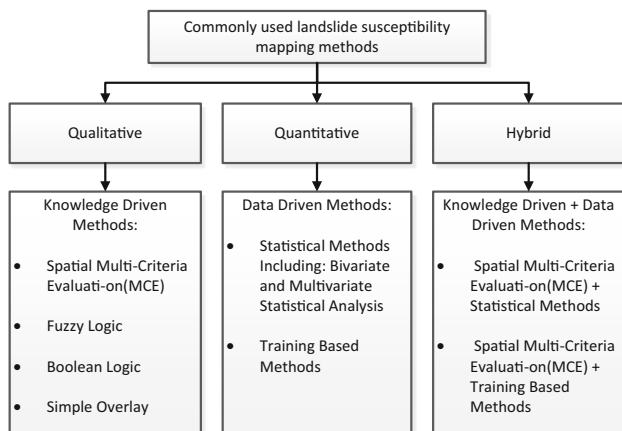 Commonly used landslide susceptibility
mapping methods
Qualitative
Quantitative
Hybrid
Knowledge Driven
Methods:
• Spatial Multi-Criteria
Evaluati-on(MCE)
• Fuzzy Logic
• Boolean Logic
• Simple Overlay
Data Driven Methods:
• Statistical Methods
Including: Bivariate
and Multivariate
Statistical Analysis
• Training Based
Methods
Knowledge Driven + Data
Driven Methods:
• Spatial Multi-Criteria
Evaluati-on(MCE) +
Statistical Methods
• Spatial Multi-Criteria
Evaluati-on(MCE) +
Training Based
Methods